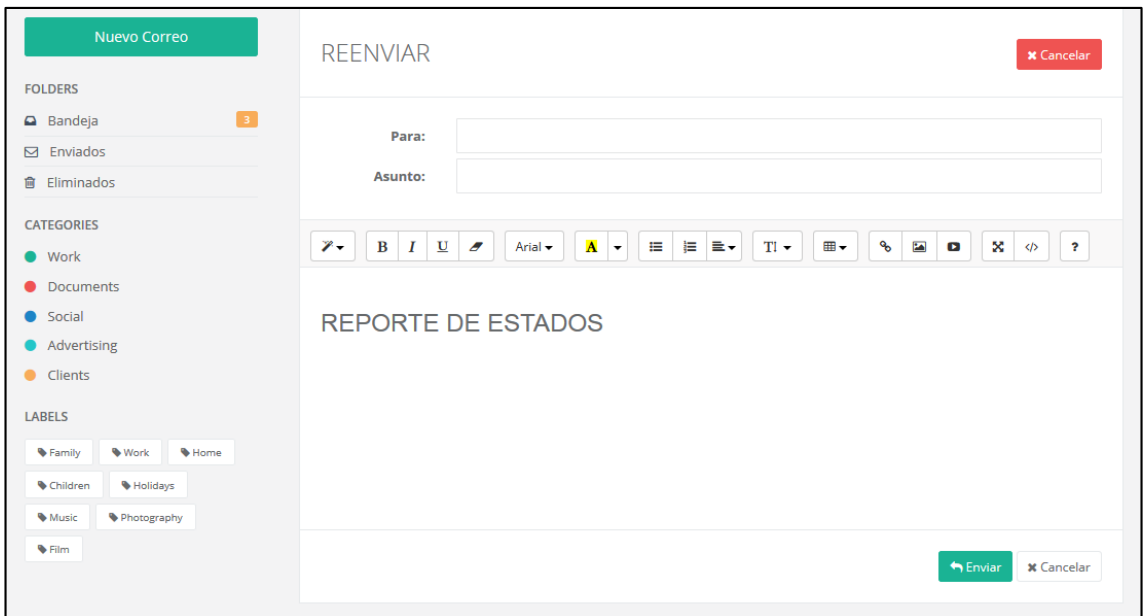 Nuevo Correo
FOLDERS
Bandeja 3
Enviados
Eliminados
CATEGORIES
Work
Documents
Social
Advertising
Clients
LABELS
Family Work Home
Children Holidays
Music Photography
Film
REENVIAR
Cancelar
Para:
Asunto:
B I U Arial A T! ?
REPORTE DE ESTADOS
Enviar Cancelar